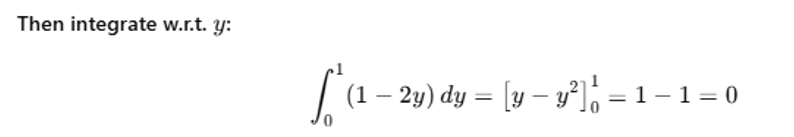 Then integrate w.r.t. y:
∫₀¹ (1 − 2y) dy = [y − y²]₀¹ = 1 − 1 = 0